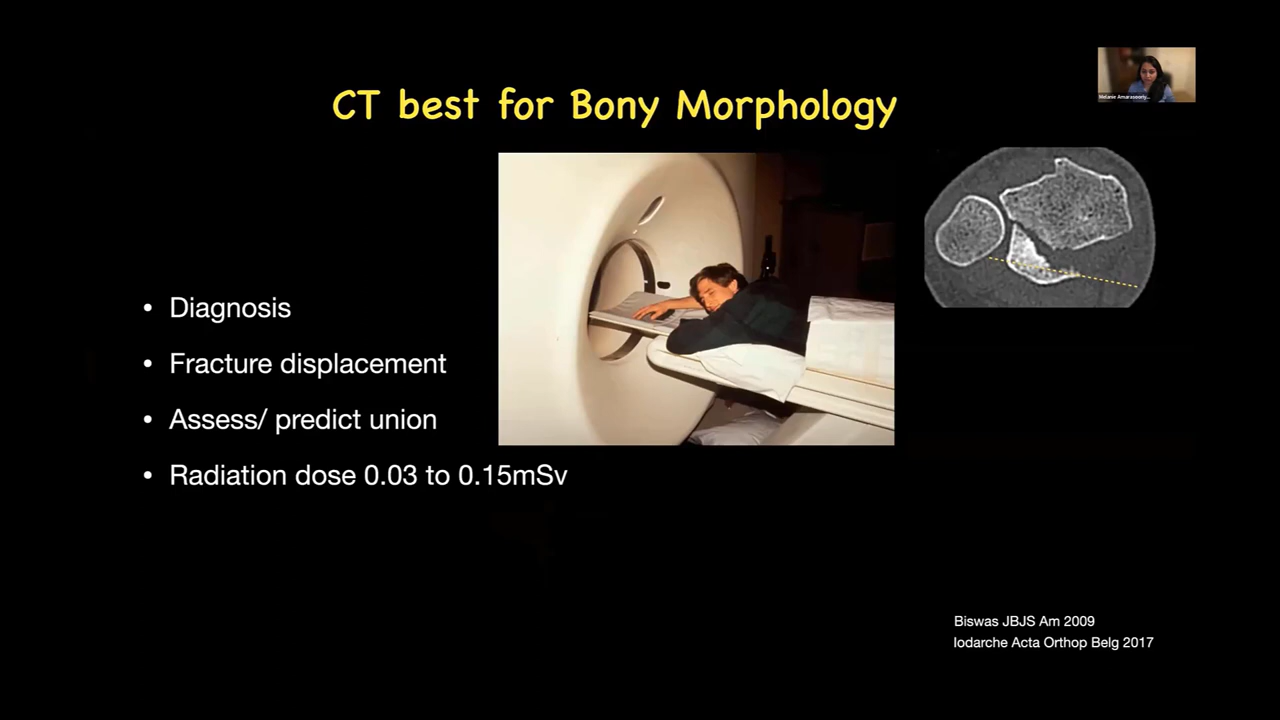 CT best for Bony Morphology
• Diagnosis
• Fracture displacement
• Assess/ predict union
• Radiation dose 0.03 to 0.15mSv
Biswas JBJS Am 2009
Iodarche Acta Orthop Belg 2017